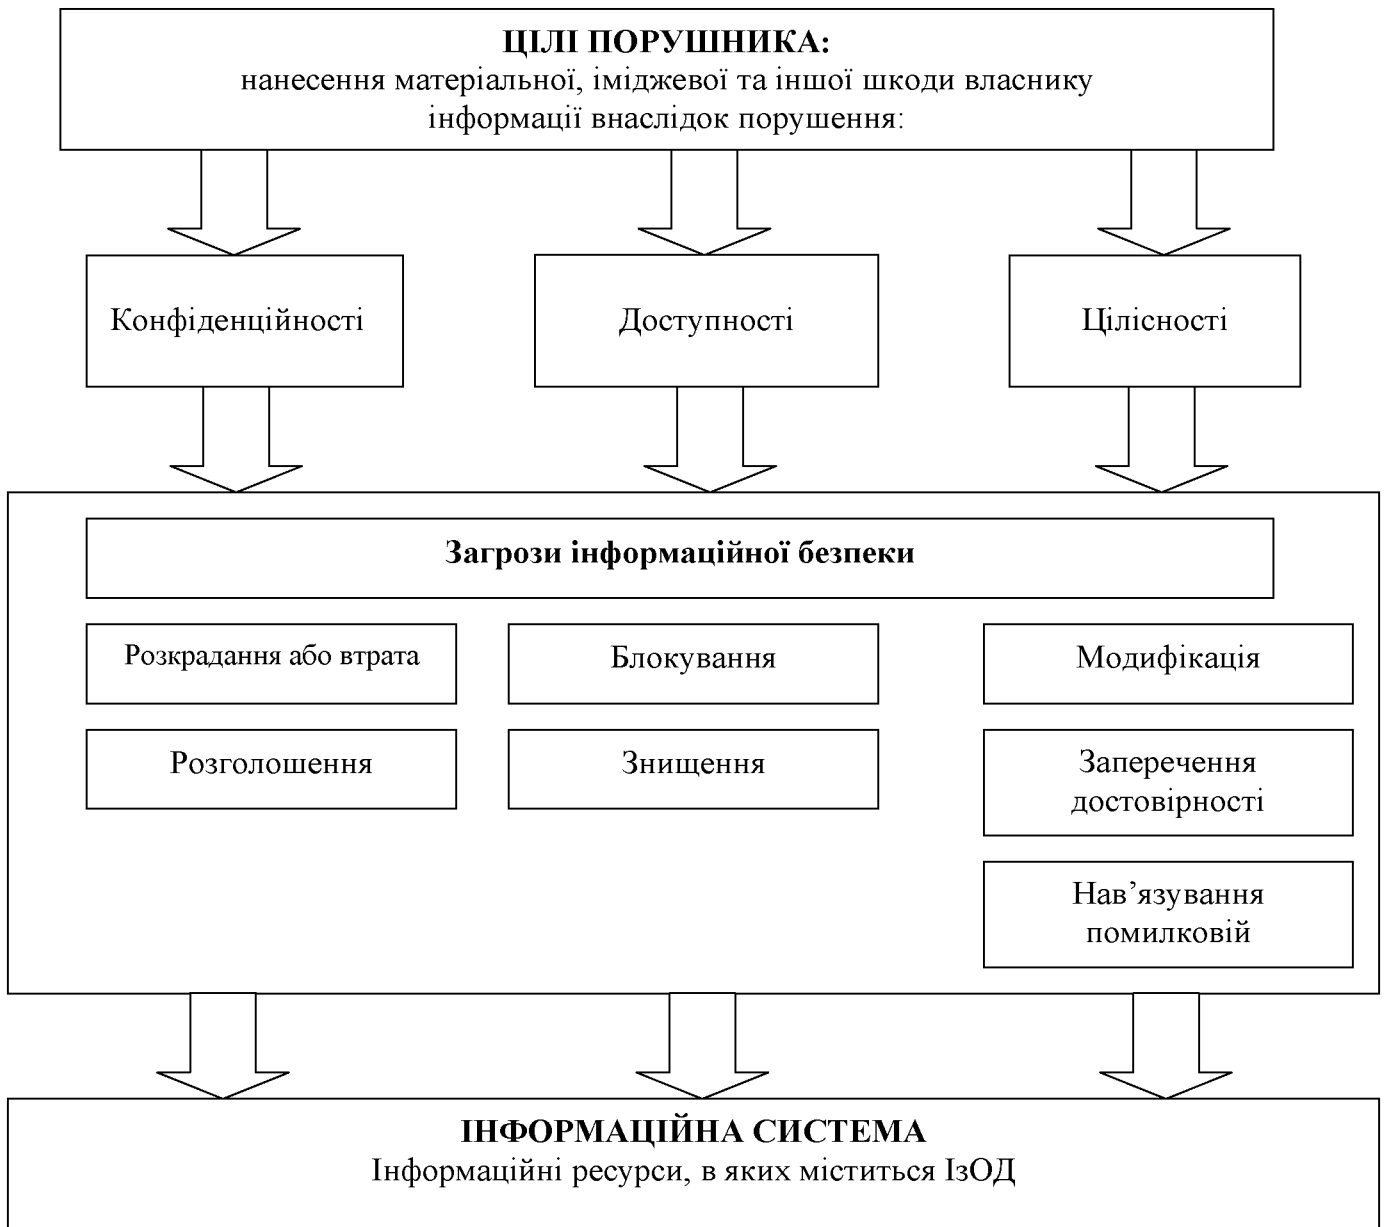 ЦІЛІ ПОРУШНИКА:
нанесення матеріальної, іміджевої та іншої шкоди власнику
інформації внаслідок порушення:
Конфіденційності
Доступності
Цілісності
Загрози інформаційної безпеки
Розкрадання або втрата
Блокування
Модифікація
Розголошення
Знищення
Заперечення
достовірності
Нав’язування
помилковій
ІНФОРМАЦІЙНА СИСТЕМА
Інформаційні ресурси, в яких міститься ІзОД